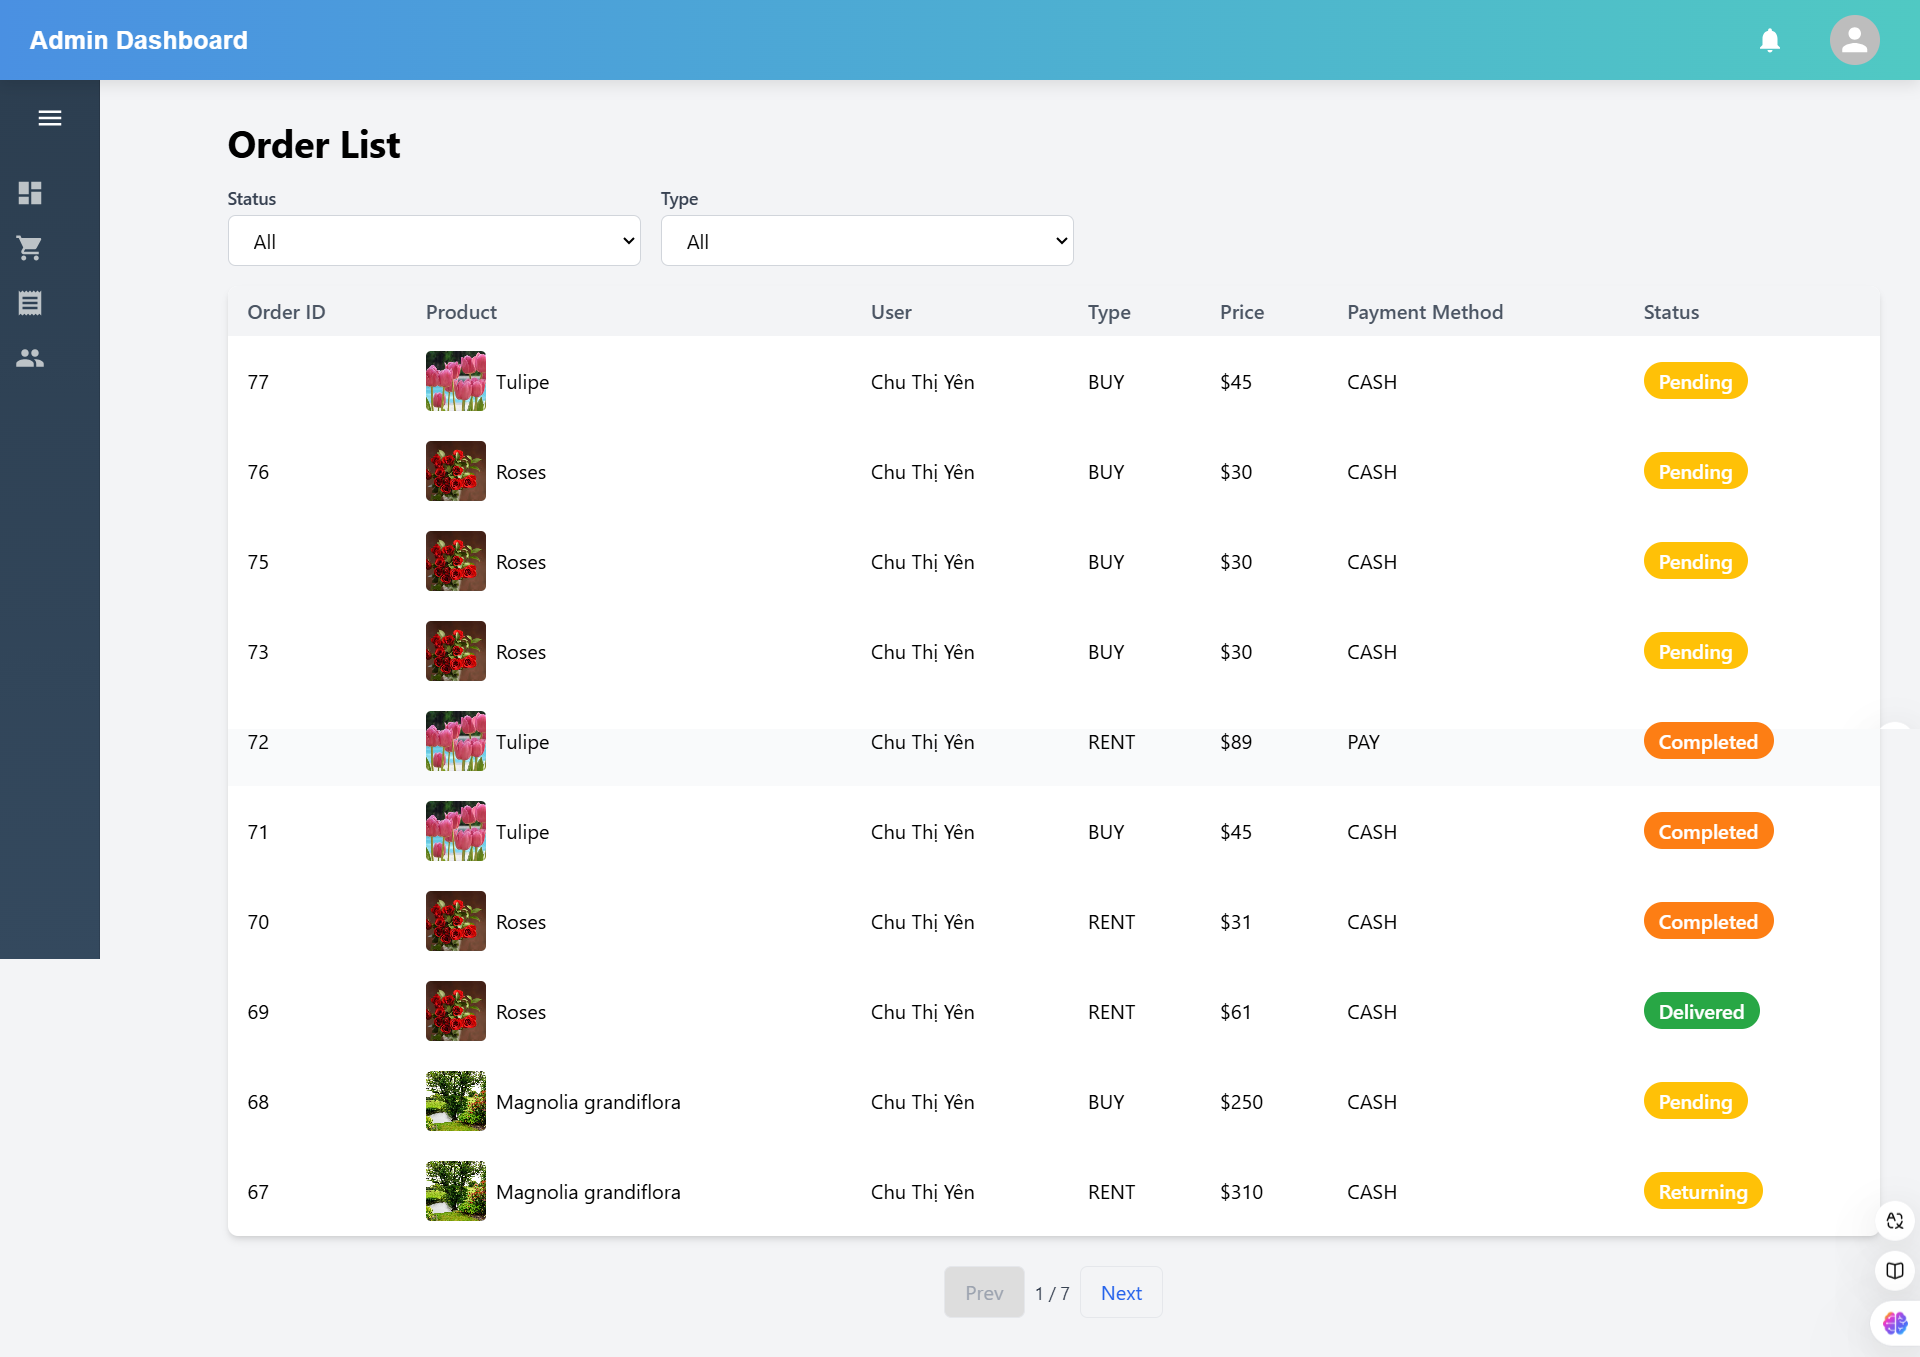 Admin Dashboard
Order List
Status Type
All All
Order ID Product User Type Price Payment Method Status
77 Tulipe Chu Thị Yên BUY $45 CASH Pending
76 Roses Chu Thị Yên BUY $30 CASH Pending
75 Roses Chu Thị Yên BUY $30 CASH Pending
73 Roses Chu Thị Yên BUY $30 CASH Pending
72 Tulipe Chu Thị Yên RENT $89 PAY Completed
71 Tulipe Chu Thị Yên BUY $45 CASH Completed
70 Roses Chu Thị Yên RENT $31 CASH Completed
69 Roses Chu Thị Yên RENT $61 CASH Delivered
68 Magnolia grandiflora Chu Thị Yên BUY $250 CASH Pending
67 Magnolia grandiflora Chu Thị Yên RENT $310 CASH Returning
Prev 1 / 7 Next